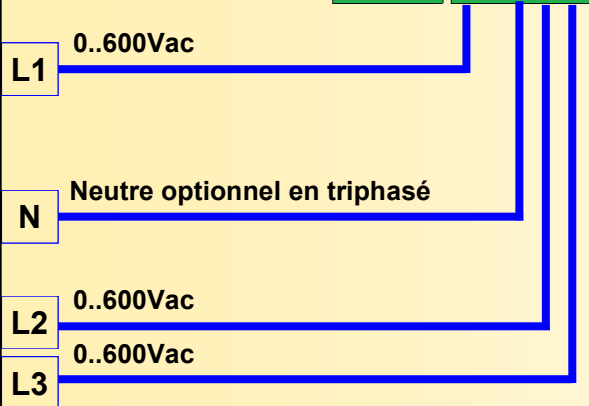 0..600Vac
L1
Neutre optionnel en triphasé
N
0..600Vac
L2
0..600Vac
L3